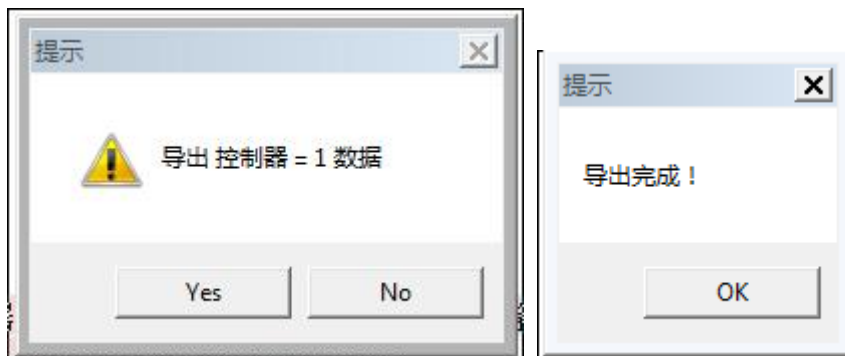 提示
导出 控制器 = 1 数据
Yes
No
提示
导出完成！
OK